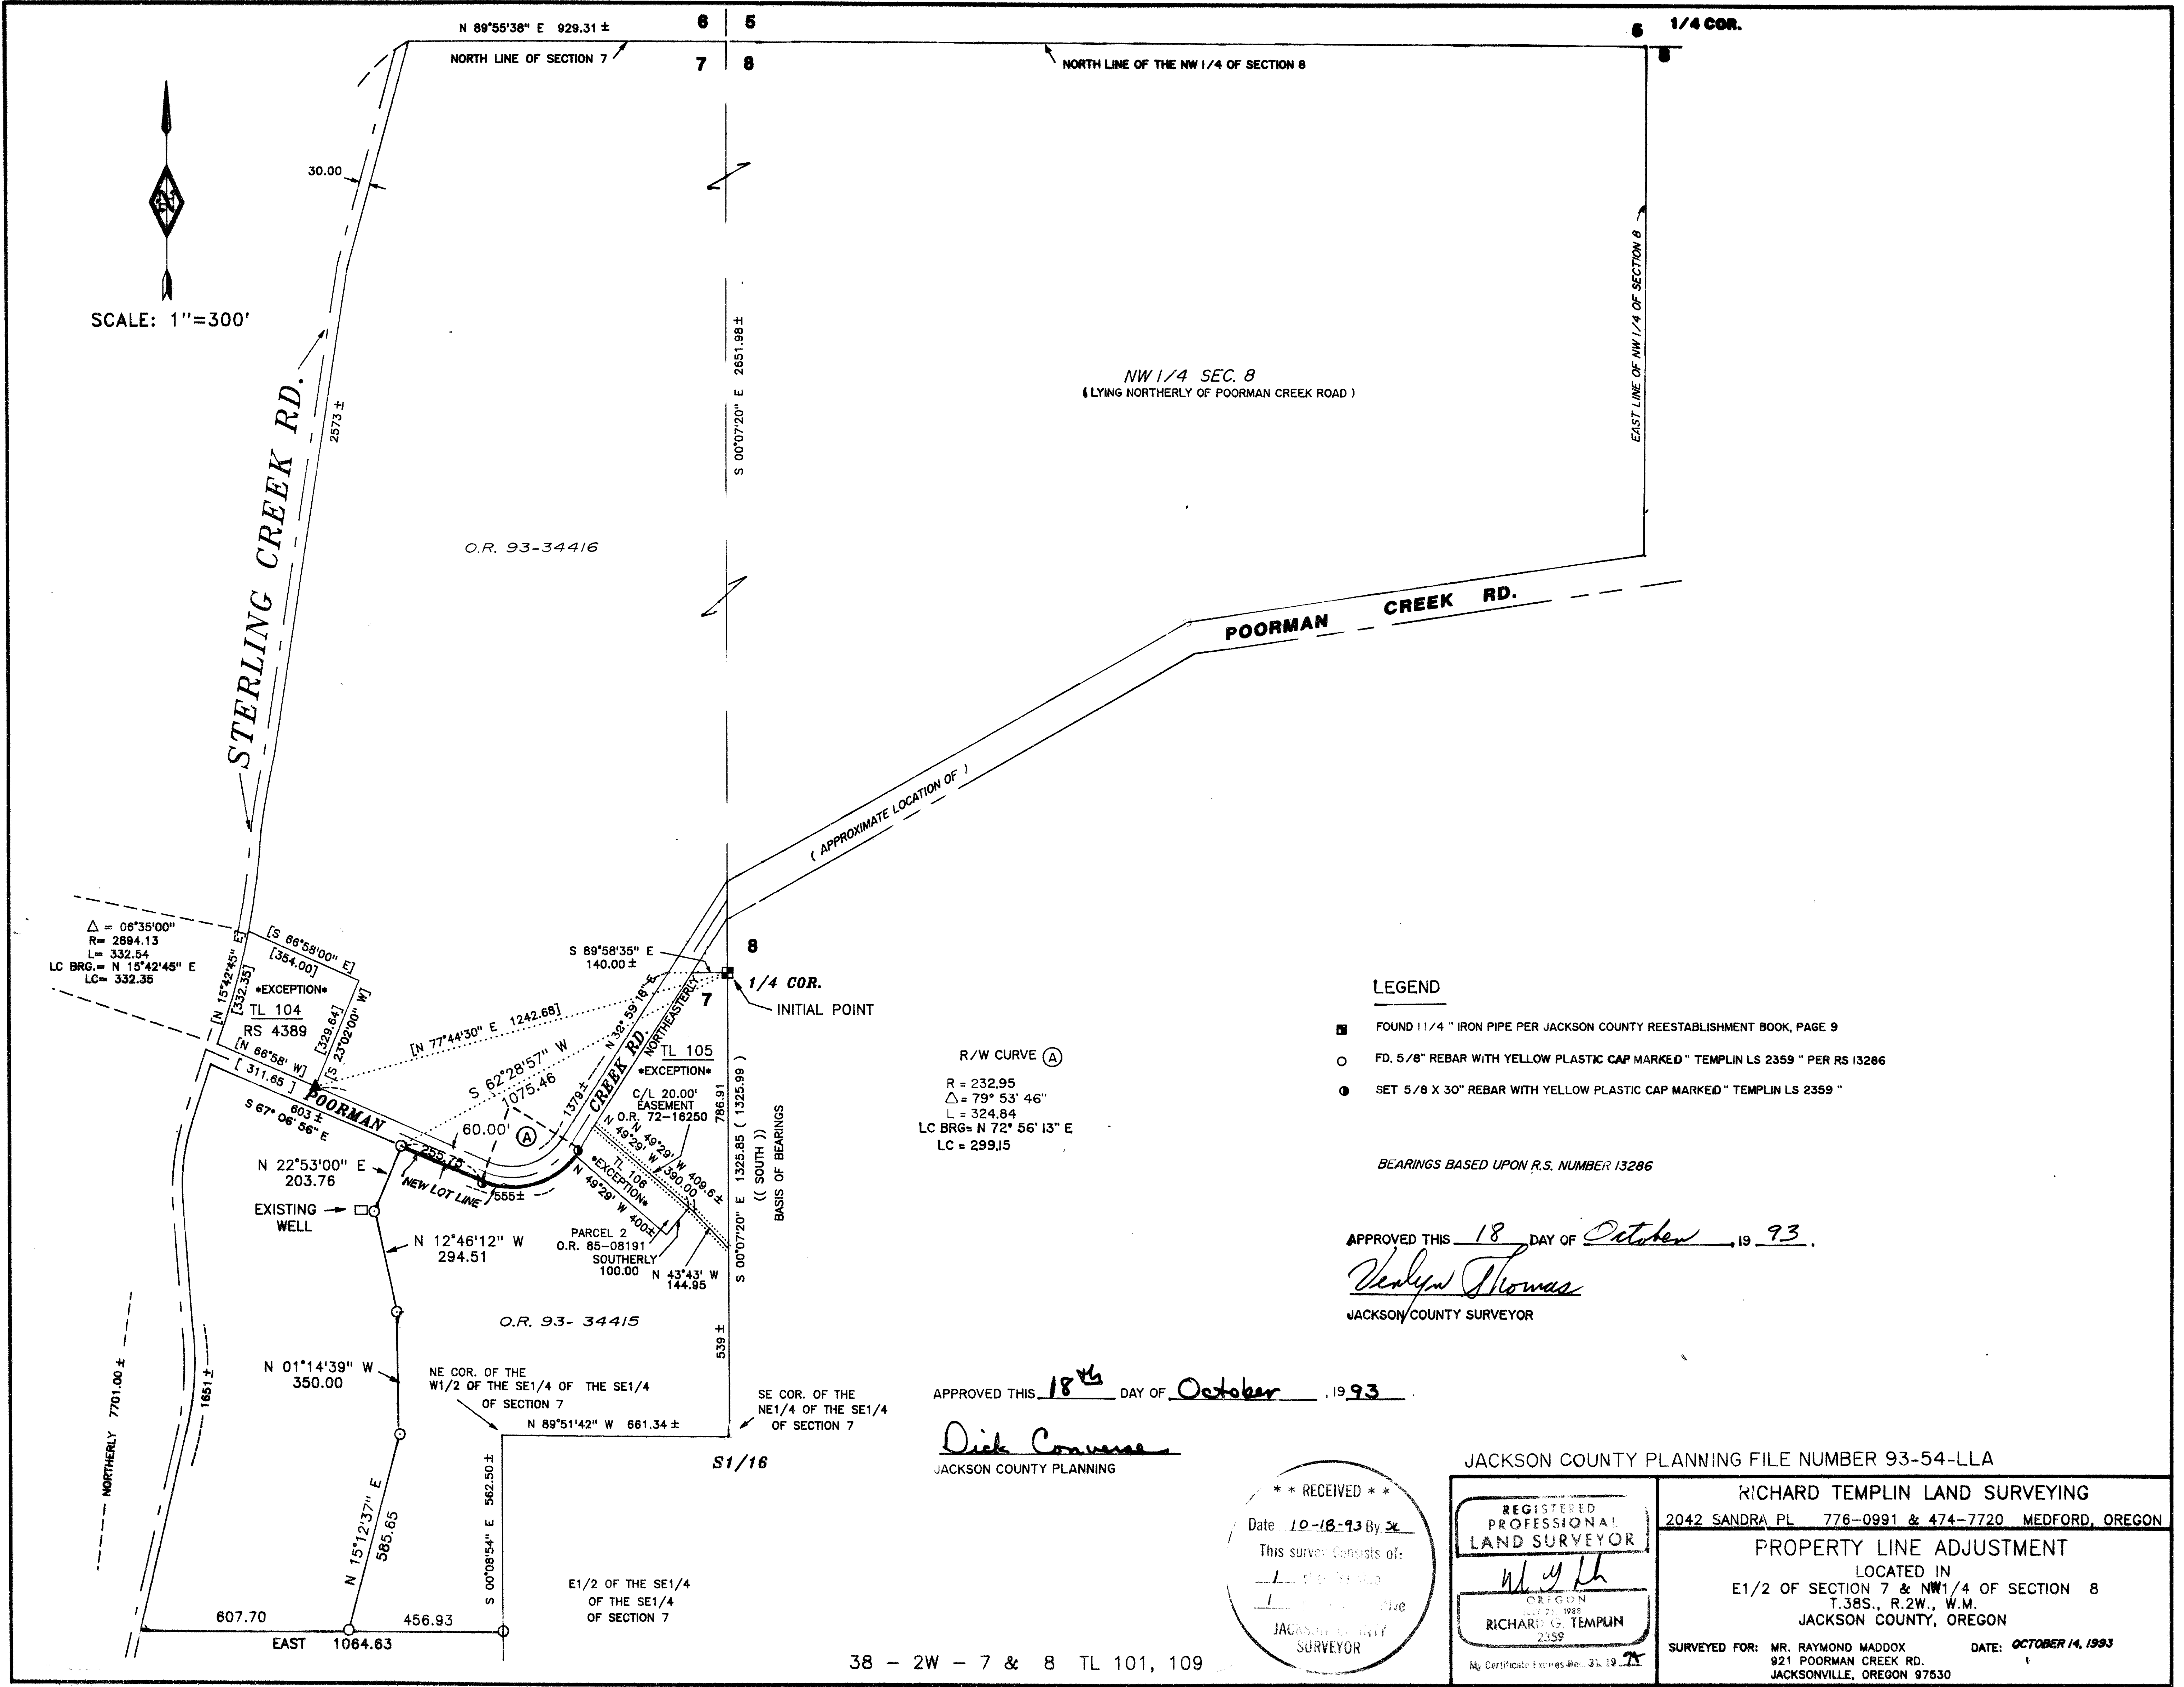 N 89°55'38" E 929.31 ±
NORTH LINE OF SECTION 7
6 5
7 8
NORTH LINE OF THE NW 1/4 OF SECTION 8
5 1/4 COR.
8
30.00
SCALE: 1"=300'
STERLING CREEK RD.
2573 ±
S 00°07'20" E 2651.98 ±
NW 1/4 SEC. 8
( LYING NORTHERLY OF POORMAN CREEK ROAD )
EAST LINE OF NW 1/4 OF SECTION 8
O.R. 93-34416
POORMAN CREEK RD.
( APPROXIMATE LOCATION OF )
△ = 06°35'00"
R= 2894.13
L= 332.54
LC BRG.= N 15°42'45" E
LC= 332.35
[N 15°42'45" E]
[332.35]
[S 66°58'00" E]
[354.00]
*EXCEPTION*
TL 104
RS 4389
[329.64]
[S 23°02'00" W]
[N 66°58' W]
[ 311.65 ]
S 89°58'35" E
140.00 ±
8
1/4 COR.
7
INITIAL POINT
[N 77°44'30" E 1242.68]
S 62°28'57" W
1075.46
N 32°59'18" E
1379 ±
NORTHEASTERLY
POORMAN
CREEK RD.
603 ±
S 67°06'56" E
TL 105
*EXCEPTION*
C/L 20.00'
EASEMENT
O.R. 72-16250
60.00'
A
255.75
NEW LOT LINE
555±
N 49°29' W 409.6±
N 49°29' W 390.00
TL 106
*EXCEPTION*
N 49°29' W 400±
PARCEL 2
O.R. 85-08191
SOUTHERLY
100.00
N 43°43' W
144.95
786.91
S 00°07'20" E 1325.85 ( 1325.99 )
(( SOUTH ))
BASIS OF BEARINGS
539 ±
N 22°53'00" E
203.76
EXISTING
WELL
N 12°46'12" W
294.51
O.R. 93- 34415
N 01°14'39" W
350.00
NORTHERLY 7701.00 ±
1651 ±
NE COR. OF THE
W1/2 OF THE SE1/4 OF THE SE1/4
OF SECTION 7
N 89°51'42" W 661.34 ±
SE COR. OF THE
NE1/4 OF THE SE1/4
OF SECTION 7
S1/16
N 15°12'37" E
585.65
S 00°08'54" E 562.50 ±
E1/2 OF THE SE1/4
OF THE SE1/4
OF SECTION 7
607.70
456.93
EAST 1064.63
R/W CURVE A
R = 232.95
△ = 79° 53' 46"
L = 324.84
LC BRG= N 72° 56' 13" E
LC = 299.15
LEGEND
FOUND 1 1/4 " IRON PIPE PER JACKSON COUNTY REESTABLISHMENT BOOK, PAGE 9
FD. 5/8" REBAR WITH YELLOW PLASTIC CAP MARKED " TEMPLIN LS 2359 " PER RS 13286
SET 5/8 X 30" REBAR WITH YELLOW PLASTIC CAP MARKED " TEMPLIN LS 2359 "
BEARINGS BASED UPON R.S. NUMBER 13286
APPROVED THIS 18 DAY OF October , 19 93 .
Venlyn Thomas
JACKSON COUNTY SURVEYOR
APPROVED THIS 18th DAY OF October , 19 93 .
Dick Converse
JACKSON COUNTY PLANNING
* * RECEIVED * *
Date 10-18-93 By
This survey Consists of:
1
1
JACKSON COUNTY
SURVEYOR
JACKSON COUNTY PLANNING FILE NUMBER 93-54-LLA
REGISTERED
PROFESSIONAL
LAND SURVEYOR
OREGON
1988
RICHARD G. TEMPLIN
2359
My Certificate Expires Dec. 31, 19
RICHARD TEMPLIN LAND SURVEYING
2042 SANDRA PL 776-0991 & 474-7720 MEDFORD, OREGON
PROPERTY LINE ADJUSTMENT
LOCATED IN
E1/2 OF SECTION 7 & NW1/4 OF SECTION 8
T.38S., R.2W., W.M.
JACKSON COUNTY, OREGON
SURVEYED FOR: MR. RAYMOND MADDOX
921 POORMAN CREEK RD.
JACKSONVILLE, OREGON 97530
DATE: OCTOBER 14, 1993
38 - 2W - 7 & 8 TL 101, 109